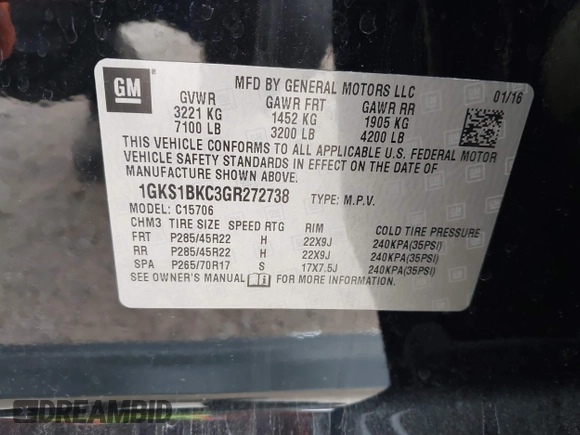 GM
MFD BY GENERAL MOTORS LLC
01/16
GVWR GAWR FRT GAWR RR
3221 KG 1452 KG 1905 KG
7100 LB 3200 LB 4200 LB
THIS VEHICLE CONFORMS TO ALL APPLICABLE U.S. FEDERAL MOTOR
VEHICLE SAFETY STANDARDS IN EFFECT ON THE DATE OF
MANUFACTURE SHOWN ABOVE.
1GKS1BKC3GR272738 TYPE: M.P.V.
MODEL: C15706
CHM3 TIRE SIZE SPEED RTG RIM COLD TIRE PRESSURE
FRT P285/45R22 H 22X9J 240KPA(35PSI)
RR P285/45R22 H 22X9J 240KPA(35PSI)
SPA P265/70R17 S 17X7.5J 240KPA(35PSI)
SEE OWNER'S MANUAL FOR MORE INFORMATION.
DREAMBID